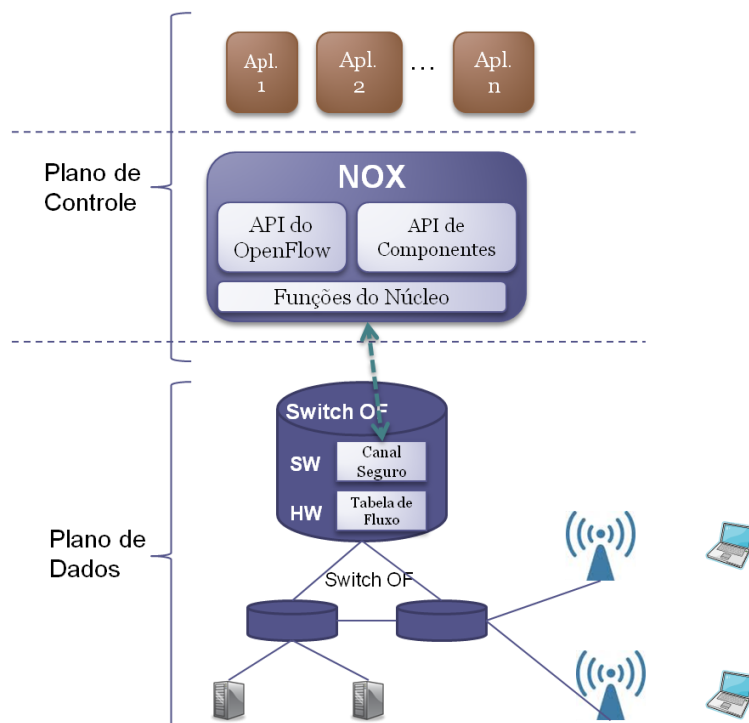 Apl.
1
Apl.
2
...
Apl.
n
Plano de
Controle
NOX
API do
OpenFlow
API de
Componentes
Funções do Núcleo
Switch OF
SW
Canal
Seguro
HW
Tabela de
Fluxo
Plano de
Dados
Switch OF